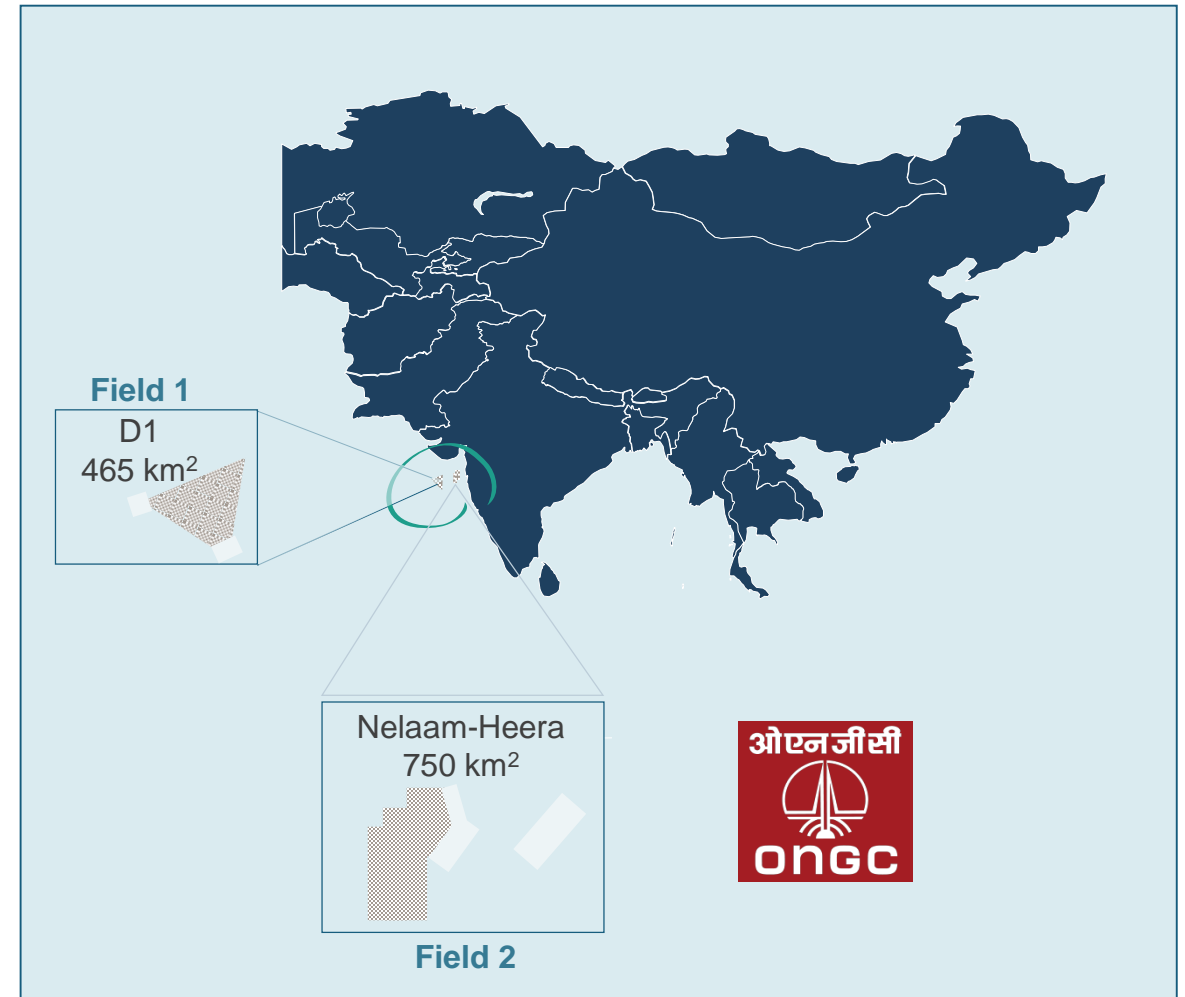 Field 1
D1
465 km²
Nelaam-Heera
750 km²
Field 2
ओएनजीसी
ONGC